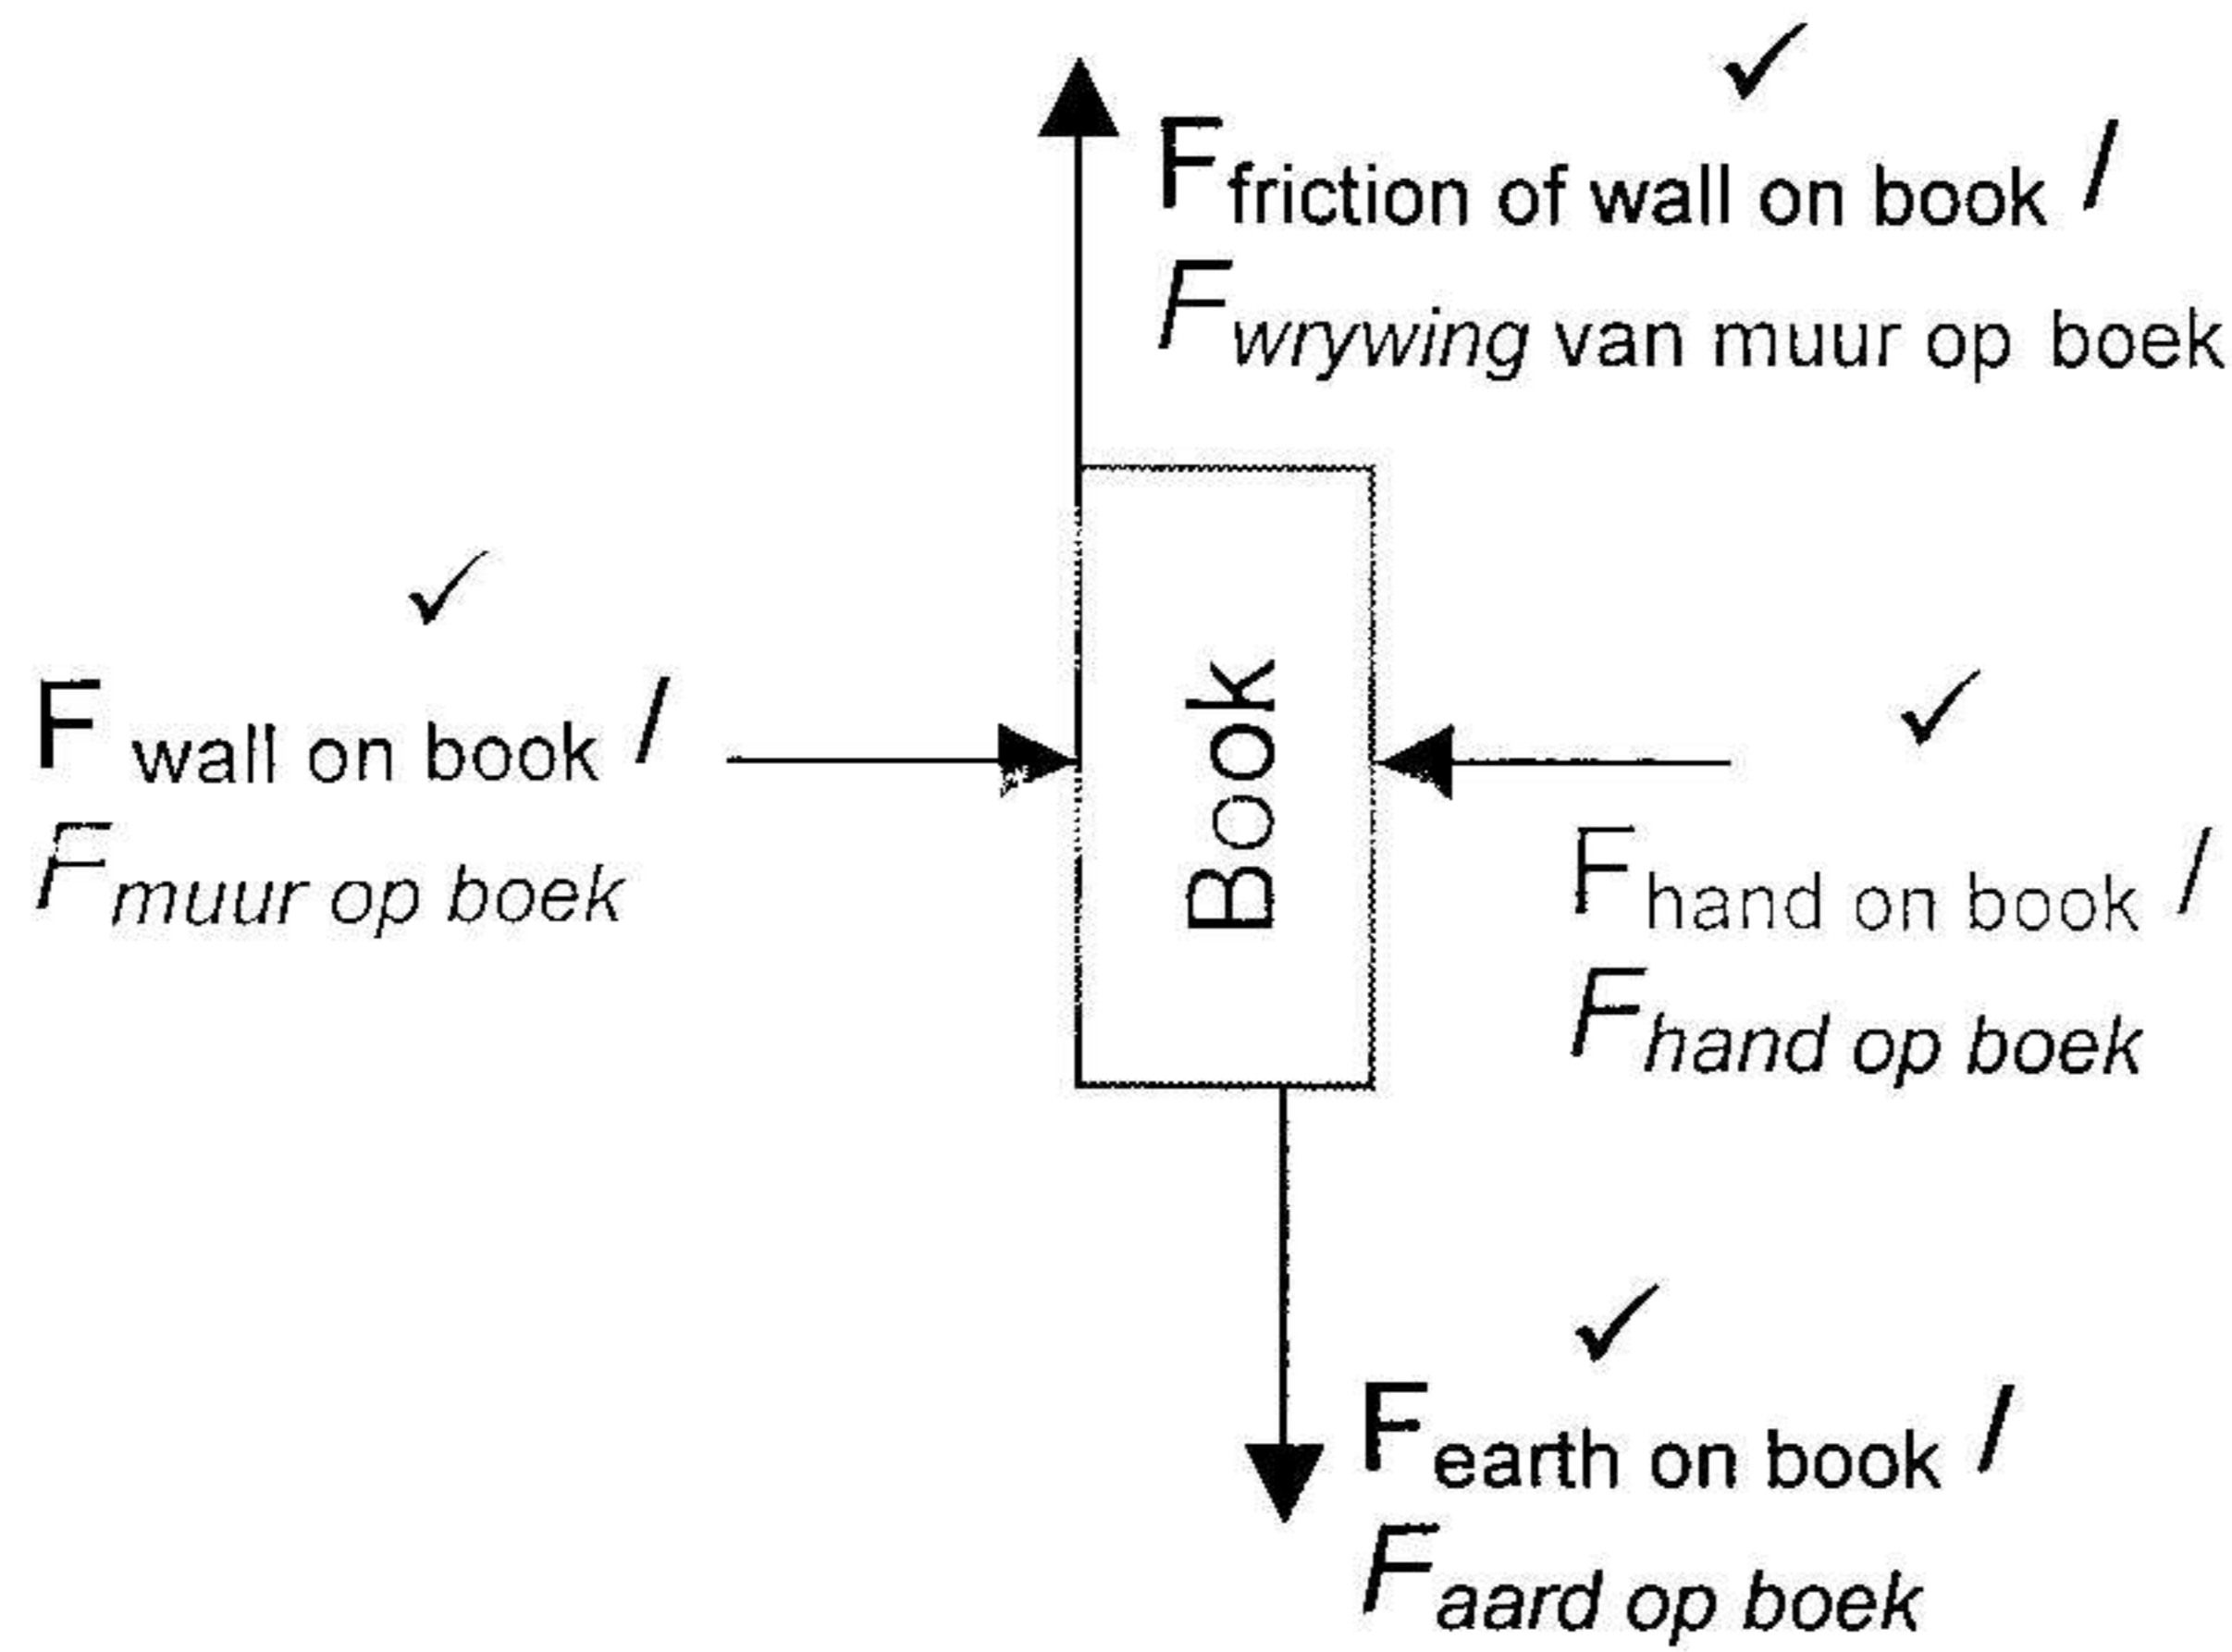 ✓
F friction of wall on book /
F wrywing van muur op boek
✓
F wall on book /
F muur op boek
Book
✓
F hand on book /
F hand op boek
✓
F earth on book /
F aard op boek